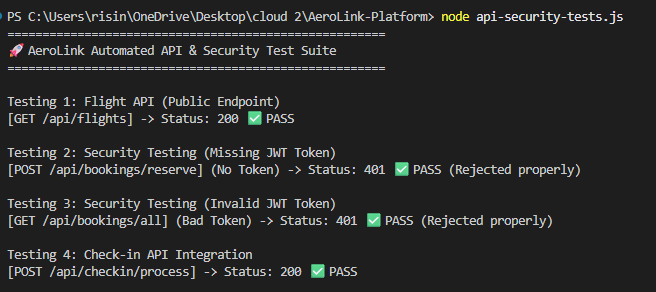 PS C:\Users\risin\OneDrive\Desktop\cloud 2\AeroLink-Platform> node api-security-tests.js
======================================================
🚀 AeroLink Automated API & Security Test Suite
======================================================
Testing 1: Flight API (Public Endpoint)
[GET /api/flights] -> Status: 200 ✅ PASS
Testing 2: Security Testing (Missing JWT Token)
[POST /api/bookings/reserve] (No Token) -> Status: 401 ✅ PASS (Rejected properly)
Testing 3: Security Testing (Invalid JWT Token)
[GET /api/bookings/all] (Bad Token) -> Status: 401 ✅ PASS (Rejected properly)
Testing 4: Check-in API Integration
[POST /api/checkin/process] -> Status: 200 ✅ PASS